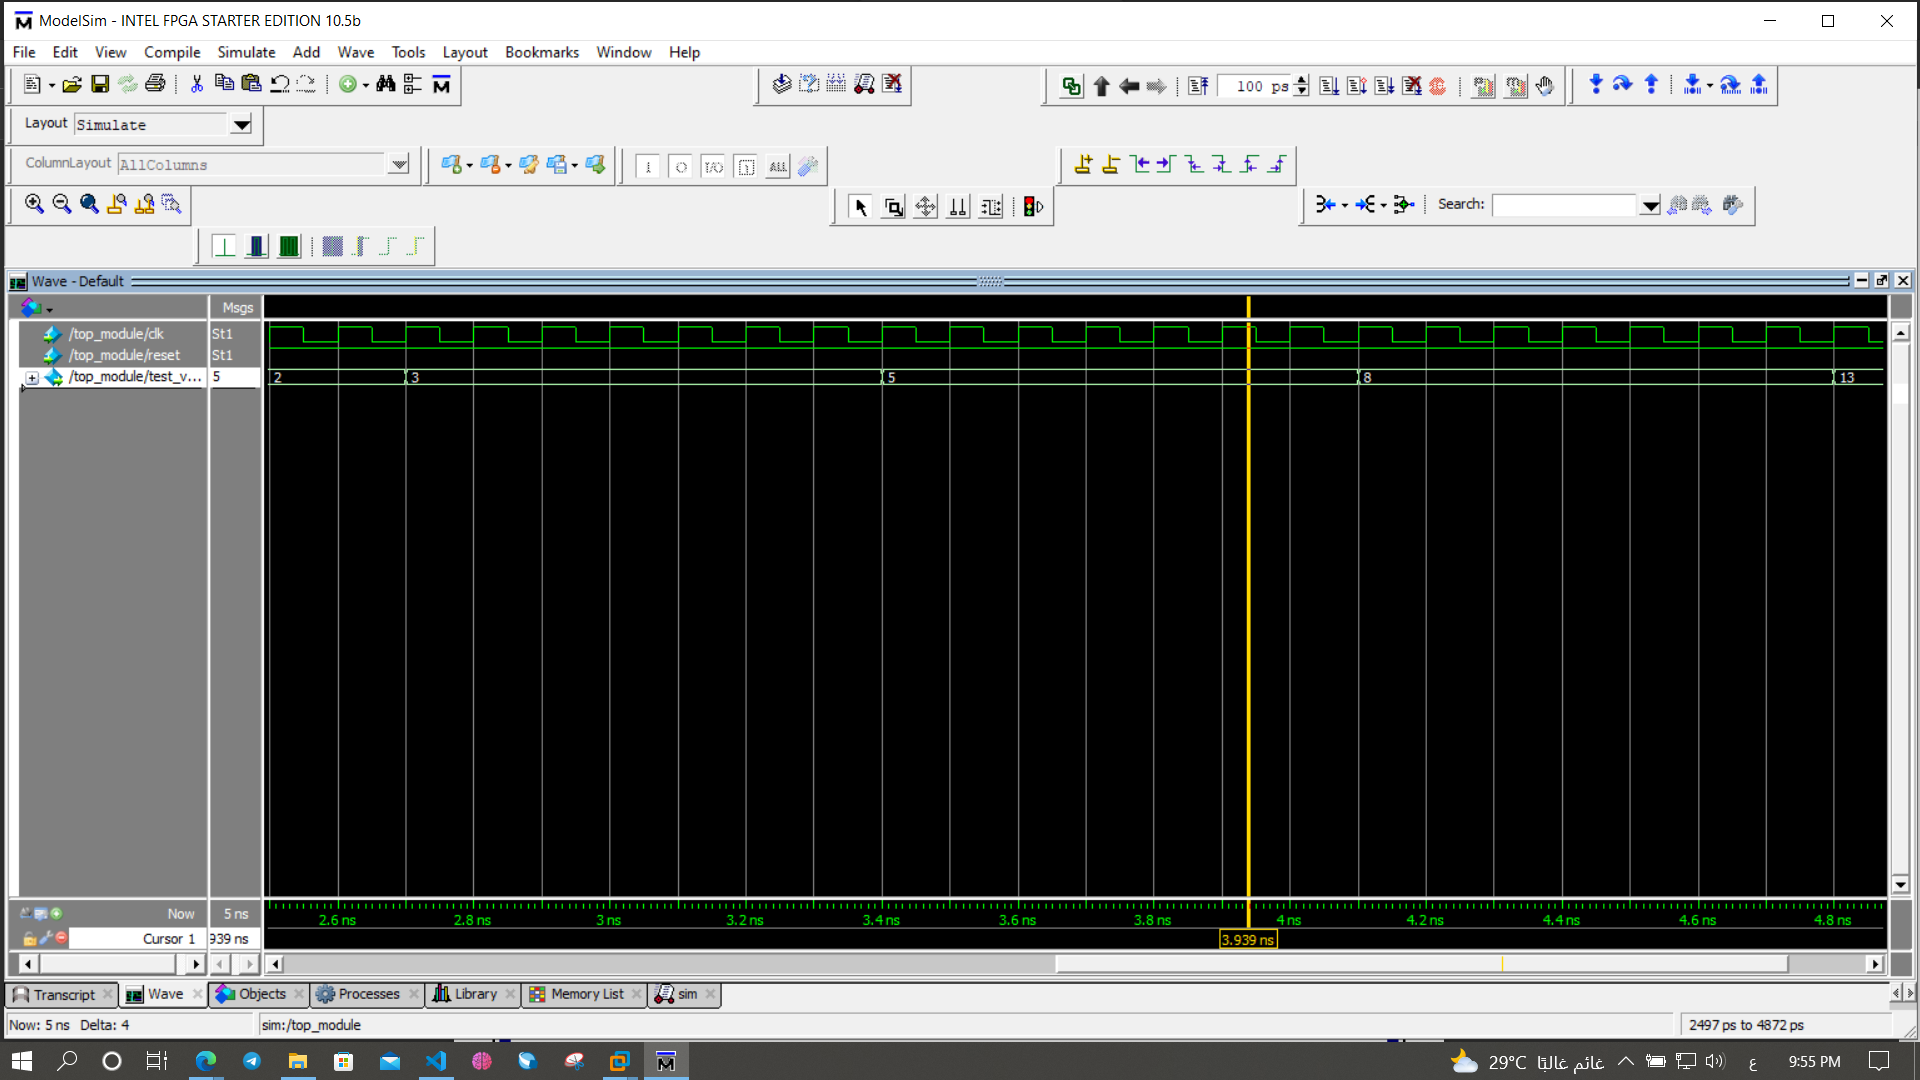 ModelSim - INTEL FPGA STARTER EDITION 10.5b
File Edit View Compile Simulate Add Wave Tools Layout Bookmarks Window Help
100 ps
Layout Simulate
ColumnLayout AllColumns
I O I/O ALL
Search:
Wave - Default
Msgs
/top_module/clk St1
/top_module/reset St1
/top_module/test_v... 5 2 3 5 8 13
Now 5 ns 2.6 ns 2.8 ns 3 ns 3.2 ns 3.4 ns 3.6 ns 3.8 ns 4 ns 4.2 ns 4.4 ns 4.6 ns 4.8 ns
Cursor 1 939 ns 3.939 ns
Transcript Wave Objects Processes Library Memory List sim
Now: 5 ns Delta: 4 sim:/top_module 2497 ps to 4872 ps
29°C غائم غالبًا ع 9:55 PM